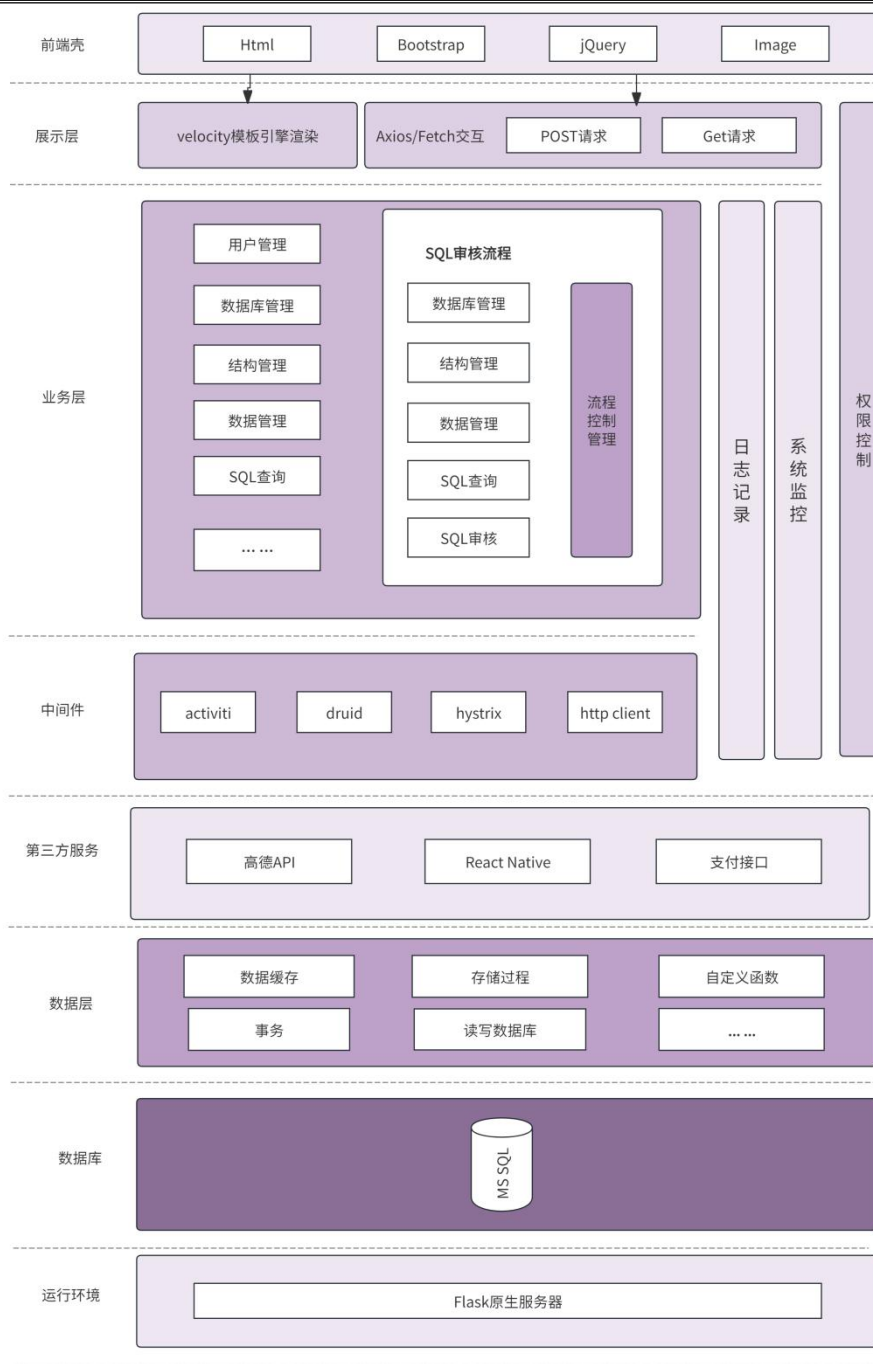 前端壳
Html
Bootstrap
jQuery
Image
展示层
velocity模板引擎渲染
Axios/Fetch交互
POST请求
Get请求
业务层
用户管理
数据库管理
结构管理
数据管理
SQL查询
... ...
SQL审核流程
数据库管理
结构管理
数据管理
SQL查询
SQL审核
流程
控制
管理
日志记录
系统监控
权限控制
中间件
activiti
druid
hystrix
http client
第三方服务
高德API
React Native
支付接口
数据层
数据缓存
存储过程
自定义函数
事务
读写数据库
... ...
数据库
MS SQL
运行环境
Flask原生服务器